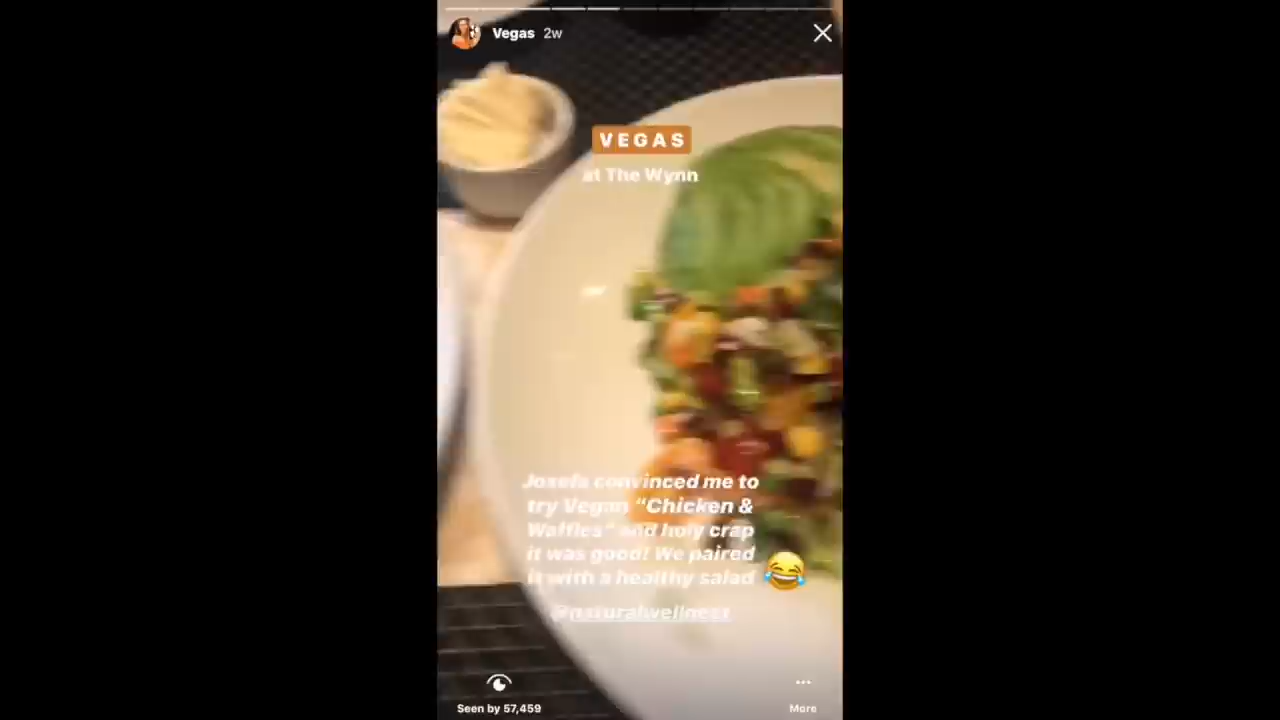 Vegas 2w
VEGAS
at The Wynn
Josefa convinced me to
try Vegan “Chicken &
Waffles” and holy crap
it was good! We paired
it with a healthy salad
@naturalwellness
Seen by 57,459
More